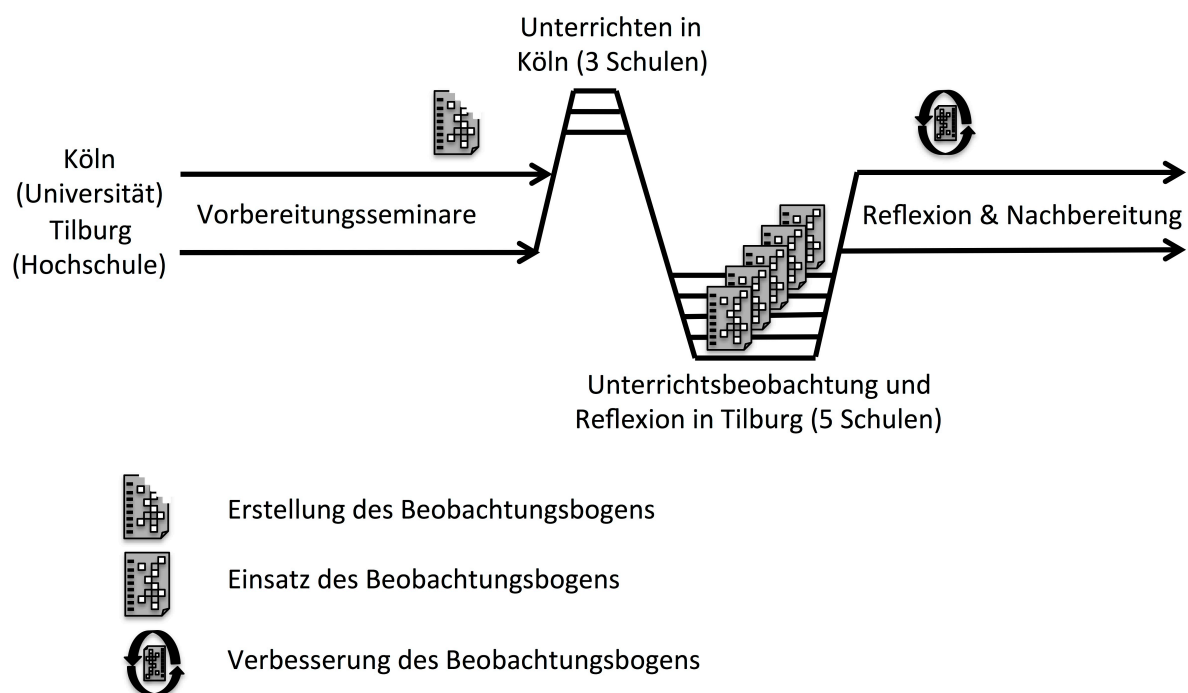 Unterrichten in
Köln (3 Schulen)
Köln
(Universität)
Tilburg
(Hochschule)
Vorbereitungsseminare
Reflexion & Nachbereitung
Unterrichtsbeobachtung und
Reflexion in Tilburg (5 Schulen)
Erstellung des Beobachtungsbogens
Einsatz des Beobachtungsbogens
Verbesserung des Beobachtungsbogens